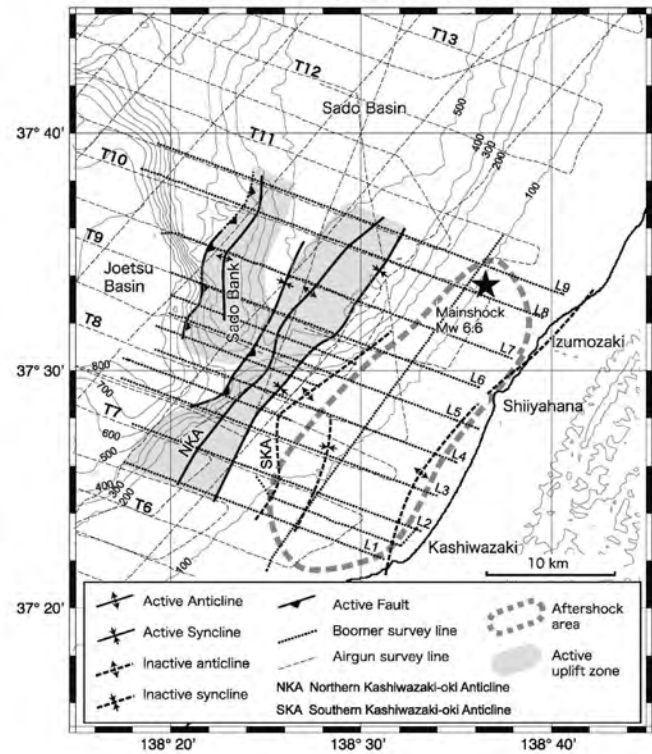 T13
T12
Sado Basin
500
400
300
200
37° 40'
T11
100
T10
T9
Joetsu
Basin
Sado Bank
L9
L8
Mainshock
Mw 6.6
L7
Izumozaki
T8
L6
37° 30'
800
700
Shiiyahana
L5
T7
600
L4
NKA
SKA
500
L3
400
300
200
T6
L2
L1
Kashiwazaki
100
10 km
37° 20'
Active Anticline
Active Fault
Aftershock
area
Active Syncline
Boomer survey line
Inactive anticline
Airgun survey line
Active
uplift zone
Inactive syncline
NKA Northern Kashiwazaki-oki Anticline
SKA Southern Kashiwazaki-oki Anticline
138° 20'
138° 30'
138° 40'